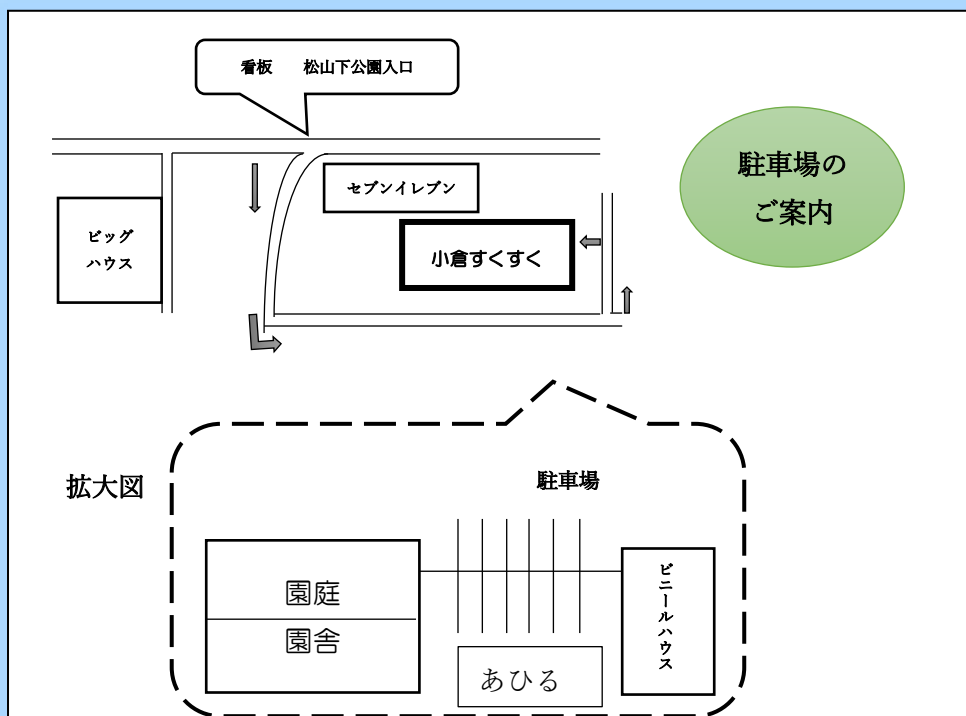 看板　　松山下公園入口
駐車場の
ご案内
セブンイレブン
ビッグ
ハウス
小倉すくすく
拡大図
駐車場
園庭
園舎
ビニールハウス
あひる